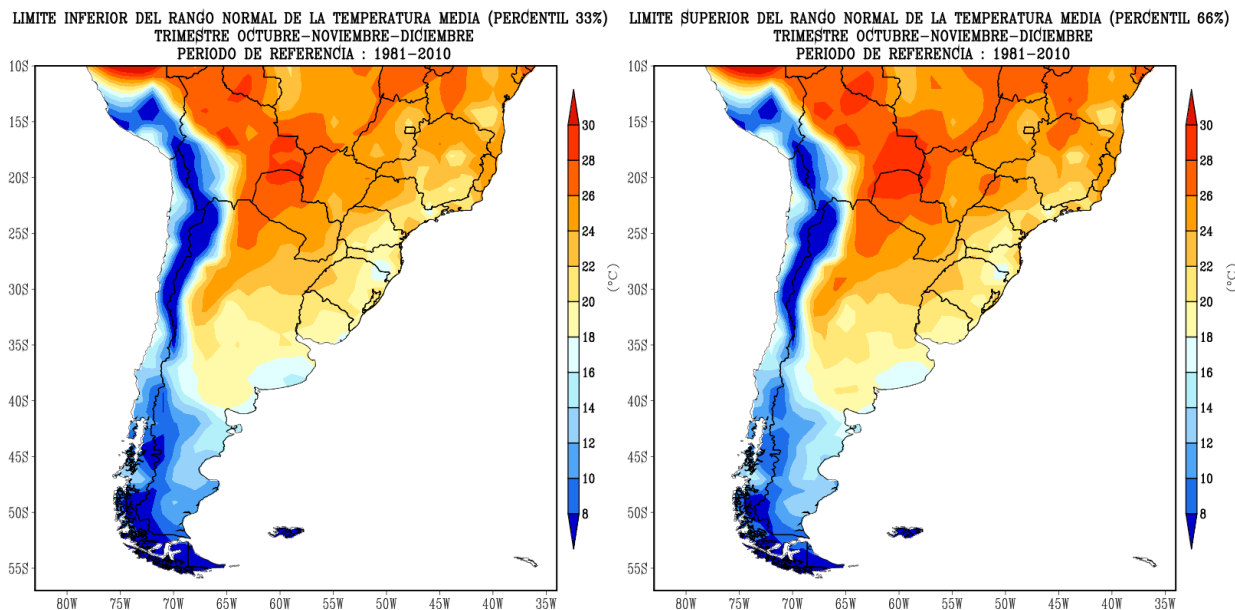 LIMITE INFERIOR DEL RANGO NORMAL DE LA TEMPERATURA MEDIA (PERCENTIL 33%)
TRIMESTRE OCTUBRE-NOVIEMBRE-DICIEMBRE
PERIODO DE REFERENCIA : 1981-2010
10S
15S
20S
25S
30S
35S
40S
45S
50S
55S
80W 75W 70W 65W 60W 55W 50W 45W 40W 35W
30
28
26
24
22
20
18
16
14
12
10
8
(°C)
LIMITE SUPERIOR DEL RANGO NORMAL DE LA TEMPERATURA MEDIA (PERCENTIL 66%)
TRIMESTRE OCTUBRE-NOVIEMBRE-DICIEMBRE
PERIODO DE REFERENCIA : 1981-2010
10S
15S
20S
25S
30S
35S
40S
45S
50S
55S
80W 75W 70W 65W 60W 55W 50W 45W 40W 35W
30
28
26
24
22
20
18
16
14
12
10
8
(°C)